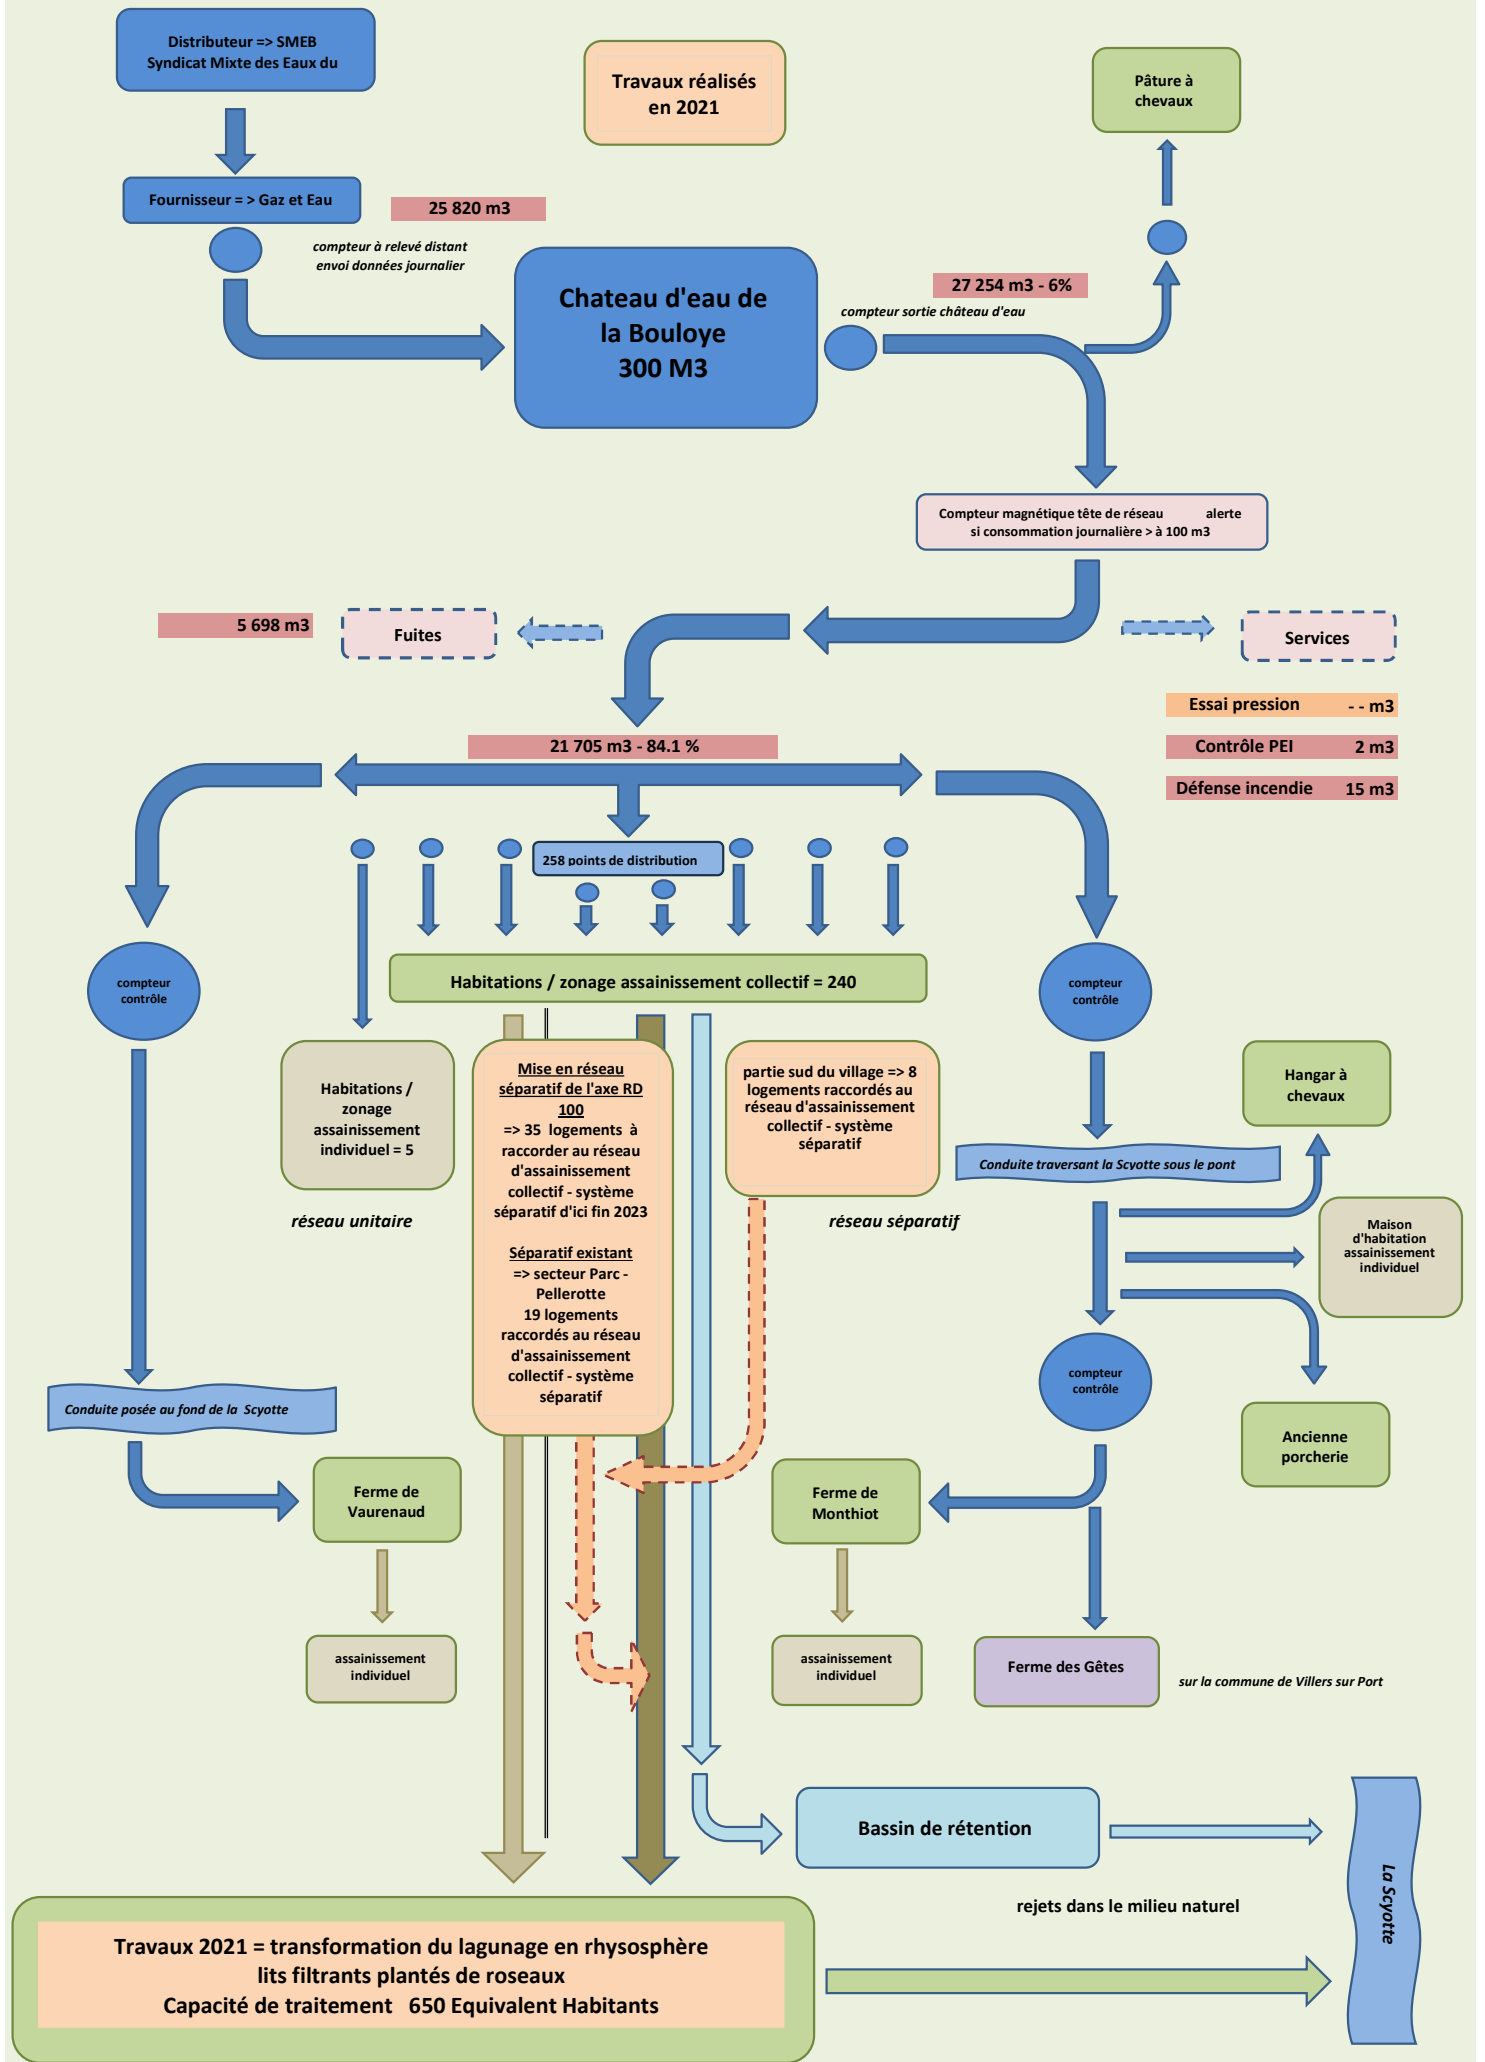 Distributeur => SMEB
Syndicat Mixte des Eaux du
Travaux réalisés
en 2021
Pâture à
chevaux
Fournisseur = > Gaz et Eau
25 820 m3
compteur à relevé distant
envoi données journalier
Chateau d'eau de
la Bouloye
300 M3
27 254 m3 - 6%
compteur sortie château d'eau
Compteur magnétique tête de réseau alerte
si consommation journalière > à 100 m3
5 698 m3
Fuites
Services
Essai pression - - m3
Contrôle PEI 2 m3
Défense incendie 15 m3
21 705 m3 - 84.1 %
258 points de distribution
compteur
contrôle
Habitations / zonage assainissement collectif = 240
compteur
contrôle
Habitations /
zonage
assainissement
individuel = 5
Mise en réseau
séparatif de l'axe RD
100
=> 35 logements à
raccorder au réseau
d'assainissement
collectif - système
séparatif d'ici fin 2023
Séparatif existant
=> secteur Parc -
Pellerotte
19 logements
raccordés au réseau
d'assainissement
collectif - système
séparatif
partie sud du village => 8
logements raccordés au
réseau d'assainissement
collectif - système
séparatif
Hangar à
chevaux
Conduite traversant la Scyotte sous le pont
réseau unitaire
réseau séparatif
Maison
d'habitation
assainissement
individuel
compteur
contrôle
Conduite posée au fond de la Scyotte
Ancienne
porcherie
Ferme de
Vaurenaud
Ferme de
Monthiot
assainissement
individuel
assainissement
individuel
Ferme des Gêtes
sur la commune de Villers sur Port
Bassin de rétention
La Scyotte
rejets dans le milieu naturel
Travaux 2021 = transformation du lagunage en rhysosphère
lits filtrants plantés de roseaux
Capacité de traitement 650 Equivalent Habitants